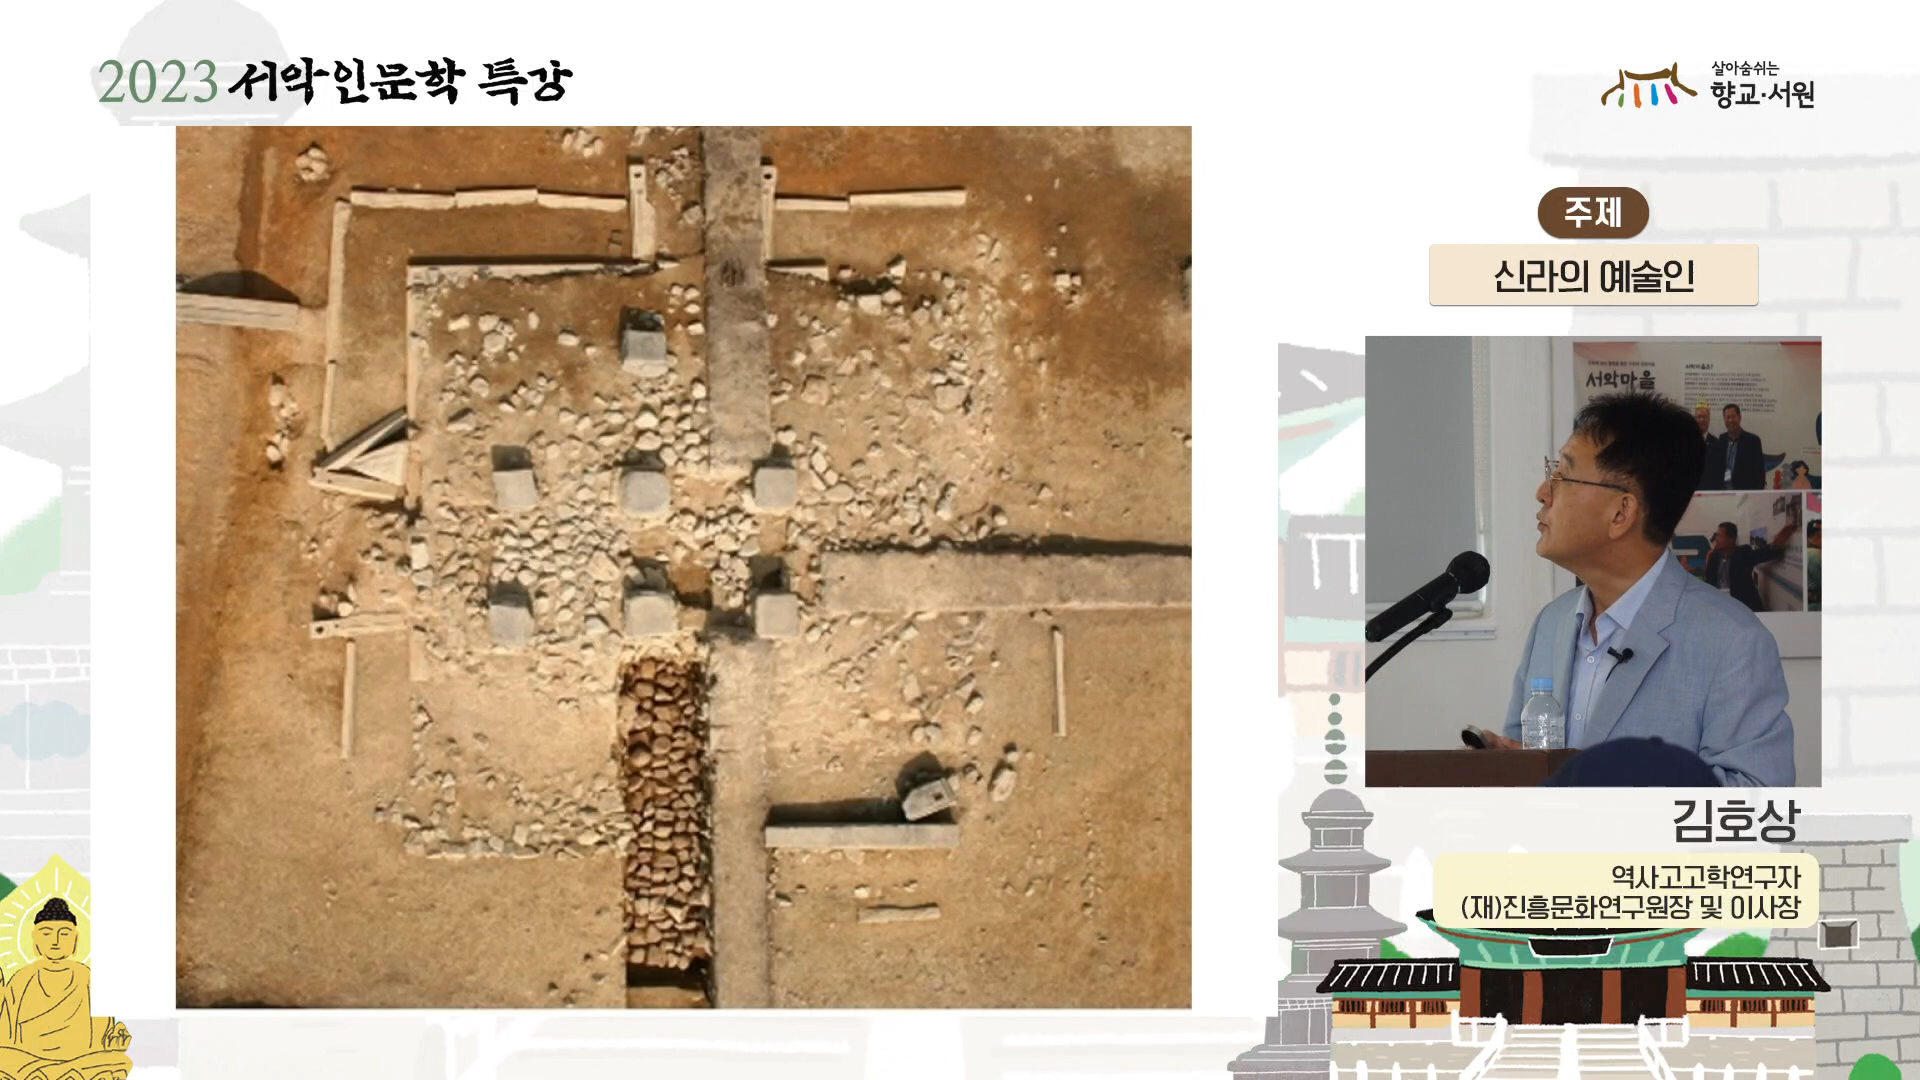 2023 서악인문학 특강
살아숨쉬는
향교·서원
주제
신라의 예술인
서악마을
김호상
역사고고학연구자
(재)진흥문화연구원장 및 이사장